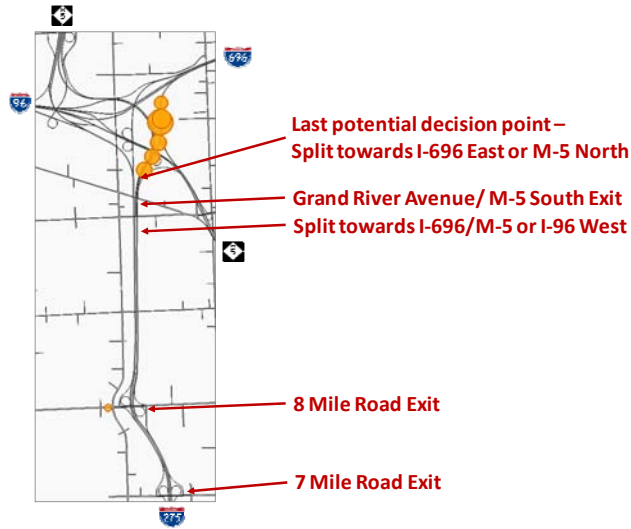 M
5
696
96
Last potential decision point –
Split towards I-696 East or M-5 North
Grand River Avenue/ M-5 South Exit
Split towards I-696/M-5 or I-96 West
M
5
8 Mile Road Exit
7 Mile Road Exit
275